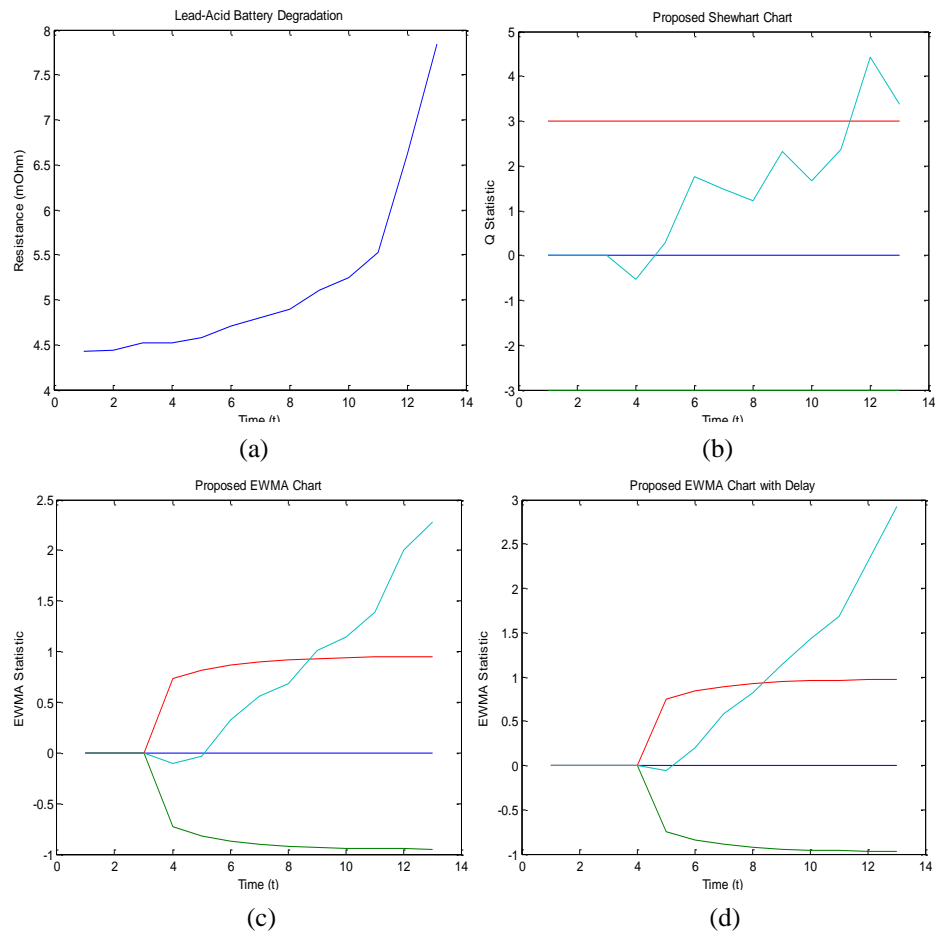 Lead-Acid Battery Degradation
8
7.5
7
6.5
6
5.5
5
4.5
4
Resistance (mOhm)
0 2 4 6 8 10 12 14
Time (t)
(a)
Proposed Shewhart Chart
5
4
3
2
1
0
-1
-2
-3
Q Statistic
0 2 4 6 8 10 12 14
Time (t)
(b)
Proposed EWMA Chart
2.5
2
1.5
1
0.5
0
-0.5
-1
EWMA Statistic
0 2 4 6 8 10 12 14
Time (t)
(c)
Proposed EWMA Chart with Delay
3
2.5
2
1.5
1
0.5
0
-0.5
-1
EWMA Statistic
0 2 4 6 8 10 12 14
Time (t)
(d)